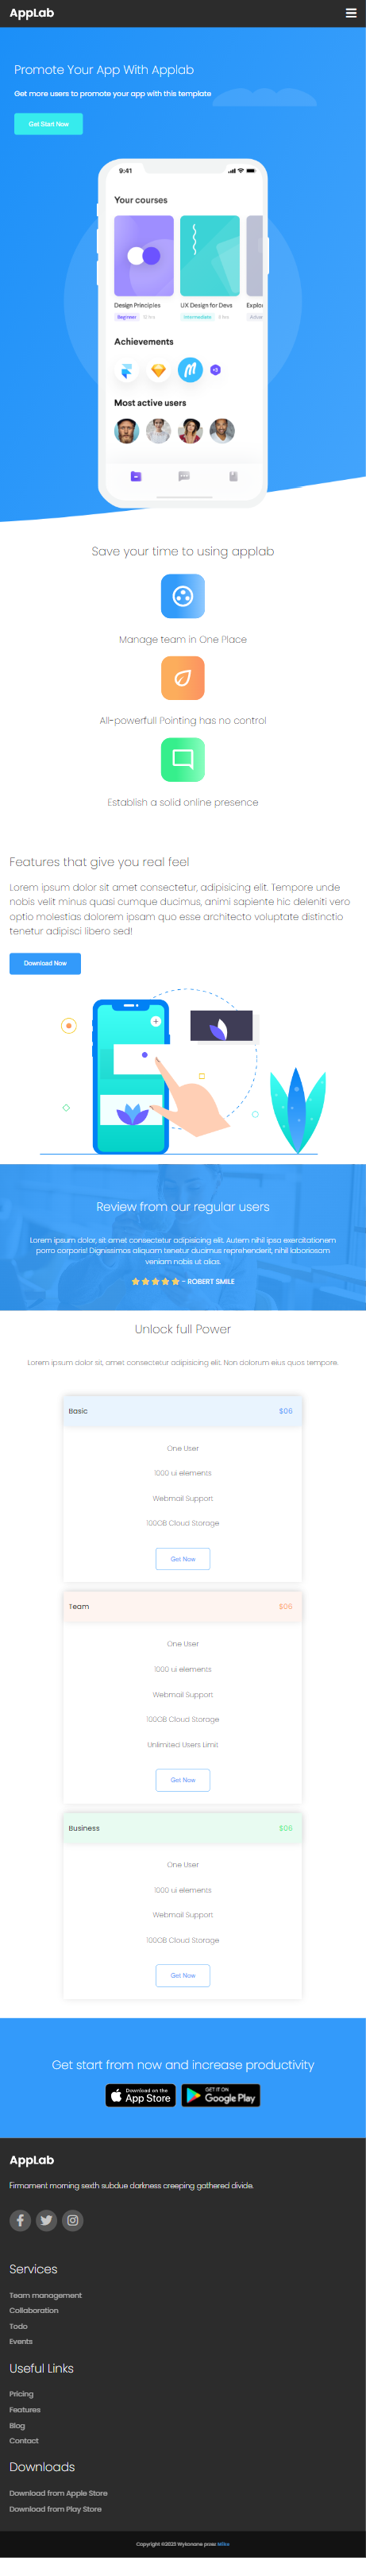 AppLab
Promote Your App With Applab
Get more users to promote your app with this template
Get Start Now
9:41
Your courses
Design Principles
UX Design for Devs
Explor
Beginner
12 hrs
Intermediate
Advan
Achievements
+3
Most active users
Save your time to using applab
Manage team in One Place
All-powerfull Pointing has no control
Establish a solid online presence
Features that give you real feel
Lorem ipsum dolor sit amet consectetur, adipisicing elit. Tempore unde
nobis velit minus quasi cumque ducimus, animi sapiente hic deleniti vero
optio molestias dolorem ipsam quo esse architecto voluptate distinctio
tenetur adipisci libero sed!
Download Now
Review from our regular users
Lorem ipsum dolor, sit amet consectetur adipisicing elit. Autem nihil ipsa exercitationem
porro corporis! Dignissimos aliquam tenetur ducimus reprehenderit, nihil laboriosam
veniam nobis ut alias.
- ROBERT SMILE
Unlock full Power
Lorem ipsum dolor sit, amet consectetur adipisicing elit. Non dolorum eius quos tempore.
Basic $06
One User
1000 ui elements
Webmail Support
100GB Cloud Storage
Get Now
Team $06
One User
1000 ui elements
Webmail Support
100GB Cloud Storage
Unlimited Users Limit
Get Now
Business $06
One User
1000 ui elements
Webmail Support
100GB Cloud Storage
Get Now
Get start from now and increase productivity
Download on the
App Store
GET IT ON
Google Play
AppLab
Firmament morning sexth subdue darkness creeping gathered divide.
Services
Team management
Collaboration
Todo
Events
Useful Links
Pricing
Features
Blog
Contact
Downloads
Download from Apple Store
Download from Play Store
Copyright ©2023 Wykonane przez Milka